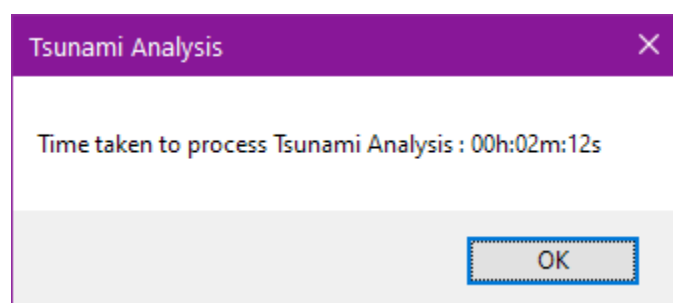 Tsunami Analysis
Time taken to process Tsunami Analysis : 00h:02m:12s
OK